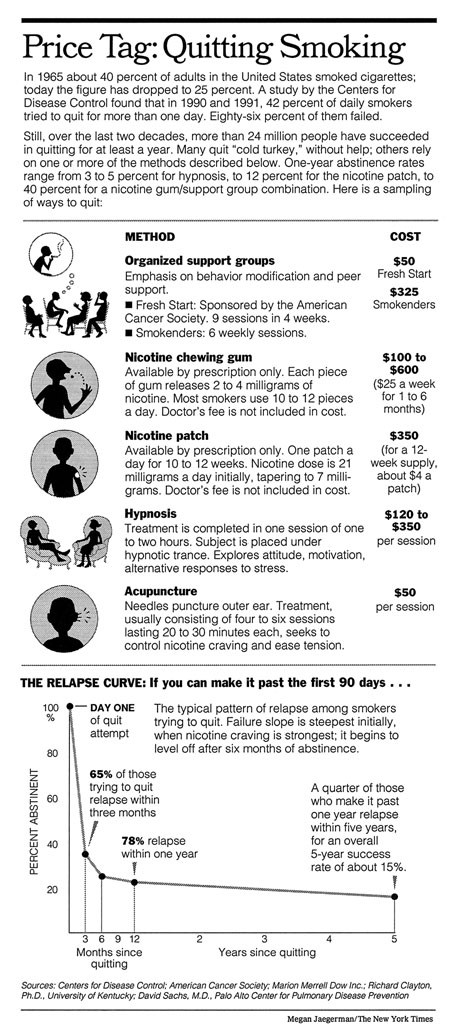 Price Tag: Quitting Smoking
In 1965 about 40 percent of adults in the United States smoked cigarettes;
today the figure has dropped to 25 percent. A study by the Centers for
Disease Control found that in 1990 and 1991, 42 percent of daily smokers
tried to quit for more than one day. Eighty-six percent of them failed.
Still, over the last two decades, more than 24 million people have succeeded
in quitting for at least a year. Many quit “cold turkey,” without help; others rely
on one or more of the methods described below. One-year abstinence rates
range from 3 to 5 percent for hypnosis, to 12 percent for the nicotine patch, to
40 percent for a nicotine gum/support group combination. Here is a sampling
of ways to quit:
METHOD
COST
Organized support groups
Emphasis on behavior modification and peer
support.
■ Fresh Start: Sponsored by the American
Cancer Society. 9 sessions in 4 weeks.
■ Smokenders: 6 weekly sessions.
$50
Fresh Start
$325
Smokenders
Nicotine chewing gum
Available by prescription only. Each piece
of gum releases 2 to 4 milligrams of
nicotine. Most smokers use 10 to 12 pieces
a day. Doctor’s fee is not included in cost.
$100 to
$600
($25 a week
for 1 to 6
months)
Nicotine patch
Available by prescription only. One patch a
day for 10 to 12 weeks. Nicotine dose is 21
milligrams a day initially, tapering to 7 milli-
grams. Doctor’s fee is not included in cost.
$350
(for a 12-
week supply,
about $4 a
patch)
Hypnosis
Treatment is completed in one session of one
to two hours. Subject is placed under
hypnotic trance. Explores attitude, motivation,
alternative responses to stress.
$120 to
$350
per session
Acupuncture
Needles puncture outer ear. Treatment,
usually consisting of four to six sessions
lasting 20 to 30 minutes each, seeks to
control nicotine craving and ease tension.
$50
per session
THE RELAPSE CURVE: If you can make it past the first 90 days . . .
100
%
80
60
40
20
PERCENT ABSTINENT
DAY ONE
of quit
attempt
The typical pattern of relapse among smokers
trying to quit. Failure slope is steepest initially,
when nicotine craving is strongest; it begins to
level off after six months of abstinence.
65% of those
trying to quit
relapse within
three months
78% relapse
within one year
A quarter of those
who make it past
one year relapse
within five years,
for an overall
5-year success
rate of about 15%.
3 6 9 12 2 3 4 5
Months since
quitting
Years since quitting
Sources: Centers for Disease Control; American Cancer Society; Marion Merrell Dow Inc.; Richard Clayton,
Ph.D., University of Kentucky; David Sachs, M.D., Palo Alto Center for Pulmonary Disease Prevention
Megan Jaegerman/The New York Times